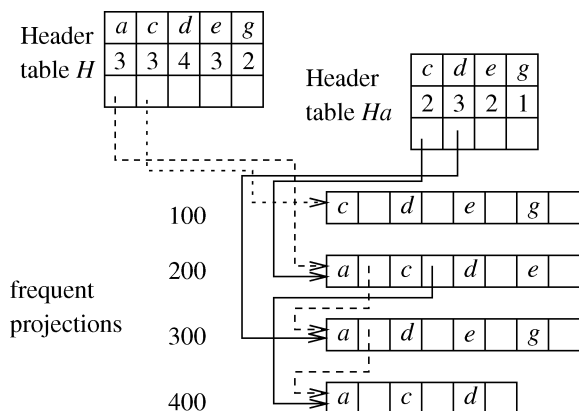 Header table H
a c d e g
3 3 4 3 2
Header table Ha
c d e g
2 3 2 1
100 c d e g
200 a c d e
frequent projections
300 a d e g
400 a c d